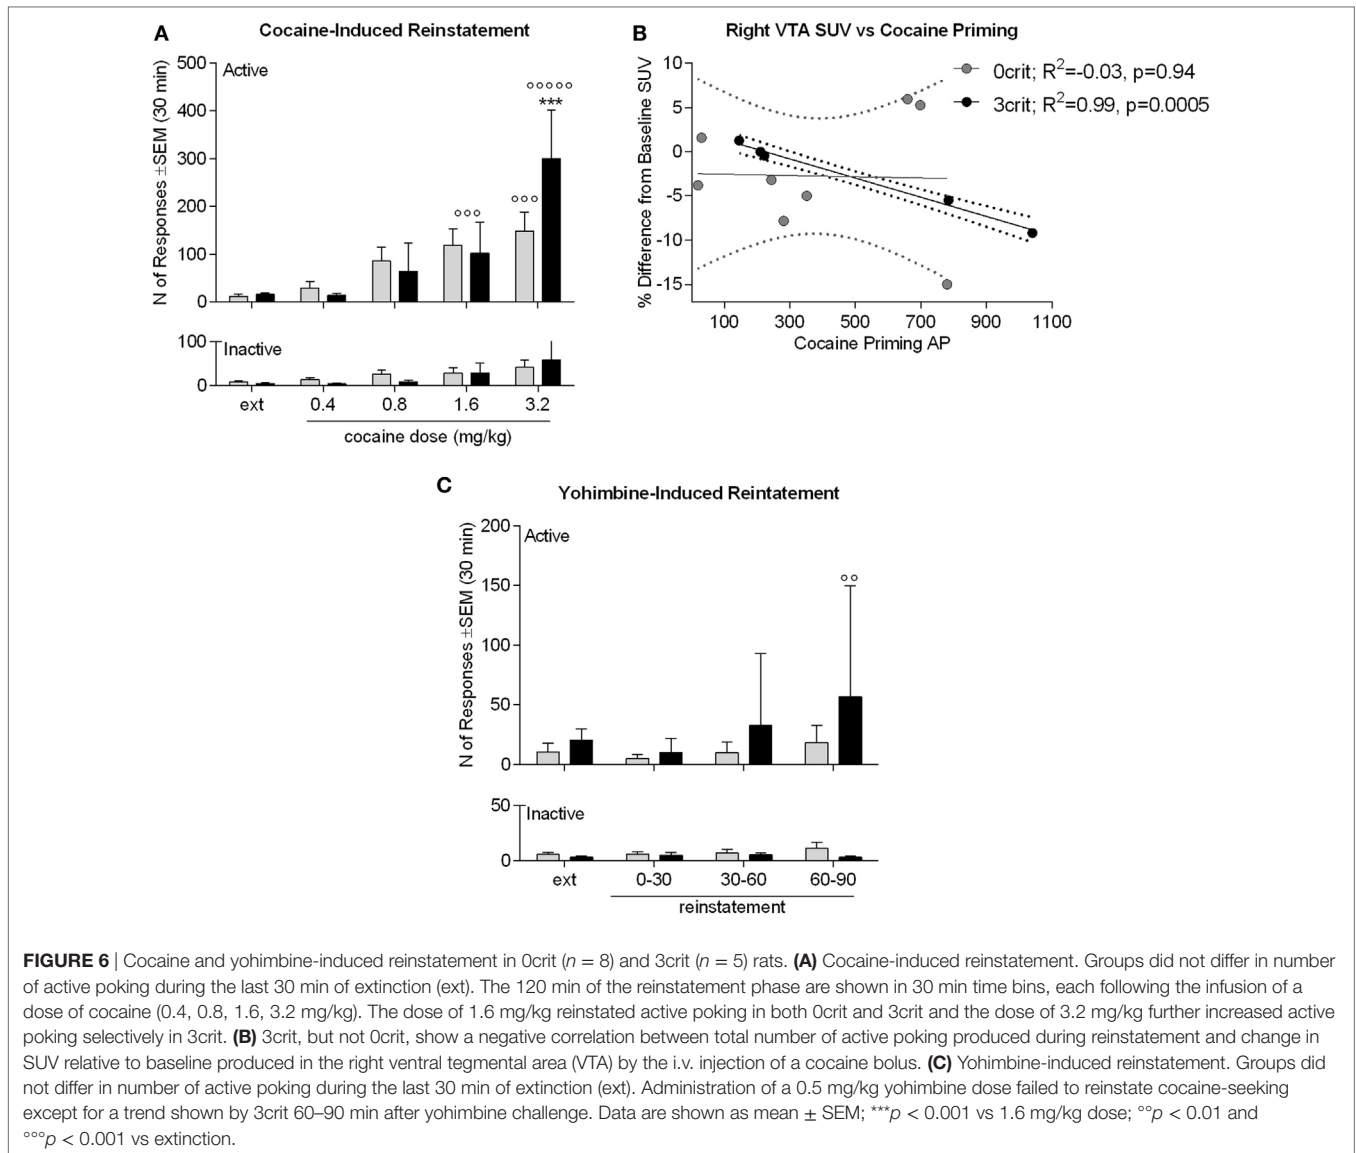 A
Cocaine-Induced Reinstatement
Active
N of Responses ±SEM (30 min)
500
400
300
200
100
0
°°°
°°°
°°°°°
***
Inactive
100
0
ext
0.4
0.8
1.6
3.2
cocaine dose (mg/kg)
B
Right VTA SUV vs Cocaine Priming
% Difference from Baseline SUV
10
5
0
-5
-10
-15
0crit; R²=-0.03, p=0.94
3crit; R²=0.99, p=0.0005
100
300
500
700
900
1100
Cocaine Priming AP
C
Yohimbine-Induced Reintatement
Active
N of Responses ±SEM (30 min)
200
150
100
50
0
°°
Inactive
50
0
ext
0-30
30-60
60-90
reinstatement
FIGURE 6 | Cocaine and yohimbine-induced reinstatement in 0crit (n = 8) and 3crit (n = 5) rats. (A) Cocaine-induced reinstatement. Groups did not differ in number
of active poking during the last 30 min of extinction (ext). The 120 min of the reinstatement phase are shown in 30 min time bins, each following the infusion of a
dose of cocaine (0.4, 0.8, 1.6, 3.2 mg/kg). The dose of 1.6 mg/kg reinstated active poking in both 0crit and 3crit and the dose of 3.2 mg/kg further increased active
poking selectively in 3crit. (B) 3crit, but not 0crit, show a negative correlation between total number of active poking produced during reinstatement and change in
SUV relative to baseline produced in the right ventral tegmental area (VTA) by the i.v. injection of a cocaine bolus. (C) Yohimbine-induced reinstatement. Groups did
not differ in number of active poking during the last 30 min of extinction (ext). Administration of a 0.5 mg/kg yohimbine dose failed to reinstate cocaine-seeking
except for a trend shown by 3crit 60–90 min after yohimbine challenge. Data are shown as mean ± SEM; ***p < 0.001 vs 1.6 mg/kg dose; °°p < 0.01 and
°°°p < 0.001 vs extinction.